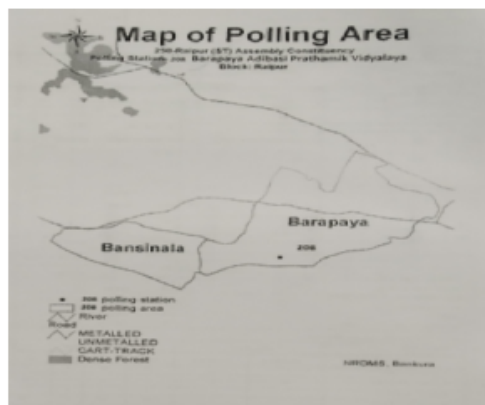 Map of Polling Area
250-Raipur (ST) Assembly Constituency
Polling Station: 206 Barapaya Adibasi Prathamik Vidyalaya
Block: Raipur
Barapaya
Bansinala
206
206 polling station
206 polling area
River
Road
METALLED
UNMETALLED
CART-TRACK
Dense Forest
NRDMS, Bankura